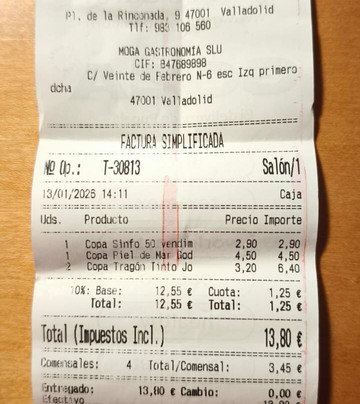 Pl. de la Rinconada, 9 47001 Valladolid
Tlf: 983 106 560
MOGA GASTRONOMÍA SLU
CIF: B47689898
C/ Veinte de Febrero N-6 esc Izq primero
dcha
47001 Valladolid
FACTURA SIMPLIFICADA
Nº Op.: T-30813 Salón/1
13/01/2026 14:11 Caja
Uds. Producto Precio Importe
1 Copa Sinfo 50 vendim 2,90 2,90
1 Copa Piel de Mar God 4,50 4,50
2 Copa Tragón Tinto Jo 3,20 6,40
10%: Base: 12,55 € Cuota: 1,25 €
Total: 12,55 € Total: 1,25 €
Total (Impuestos Incl.) 13,80 €
Comensales: 4 Total/Comensal: 3,45 €
Entregado: 13,80 € Cambio: 0,00 €
Efectivo 13,80